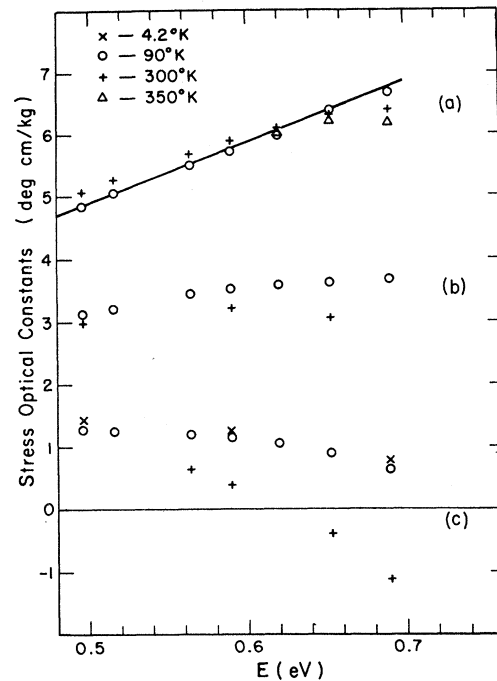 × — 4.2°K
○ — 90°K
+ — 300°K
△ — 350°K
7
6
5
4
3
2
1
0
-1
Stress Optical Constants (deg cm/kg)
(a)
(b)
(c)
0.5
0.6
0.7
E (eV)